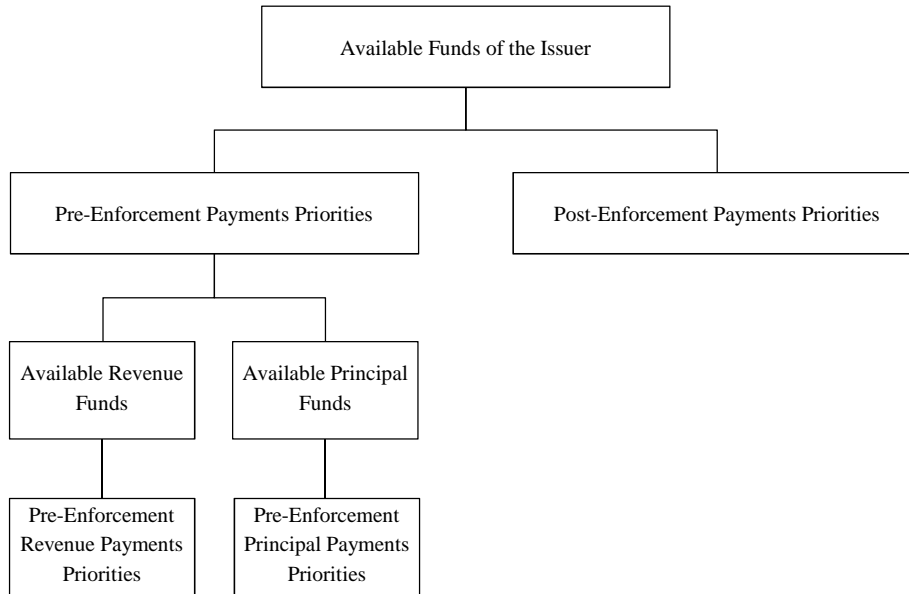 Available Funds of the Issuer
Pre-Enforcement Payments Priorities
Post-Enforcement Payments Priorities
Available Revenue
Funds
Available Principal
Funds
Pre-Enforcement
Revenue Payments
Priorities
Pre-Enforcement
Principal Payments
Priorities